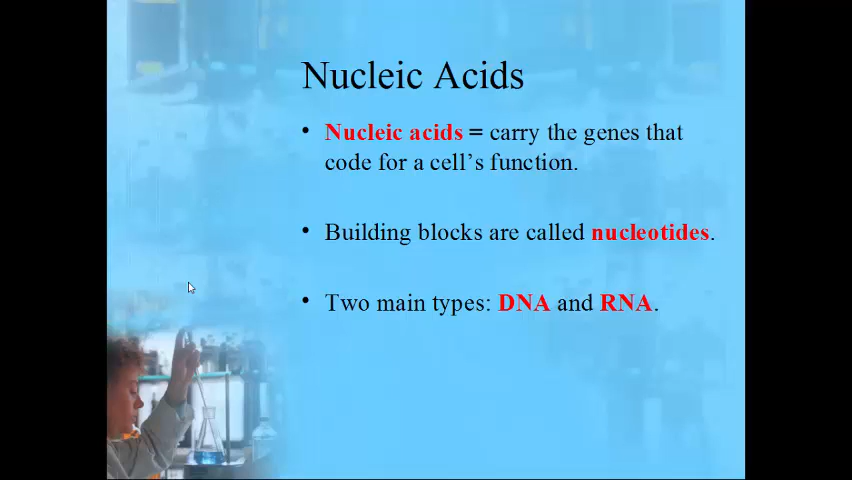 Nucleic Acids
• Nucleic acids = carry the genes that
code for a cell’s function.
• Building blocks are called nucleotides.
• Two main types: DNA and RNA.